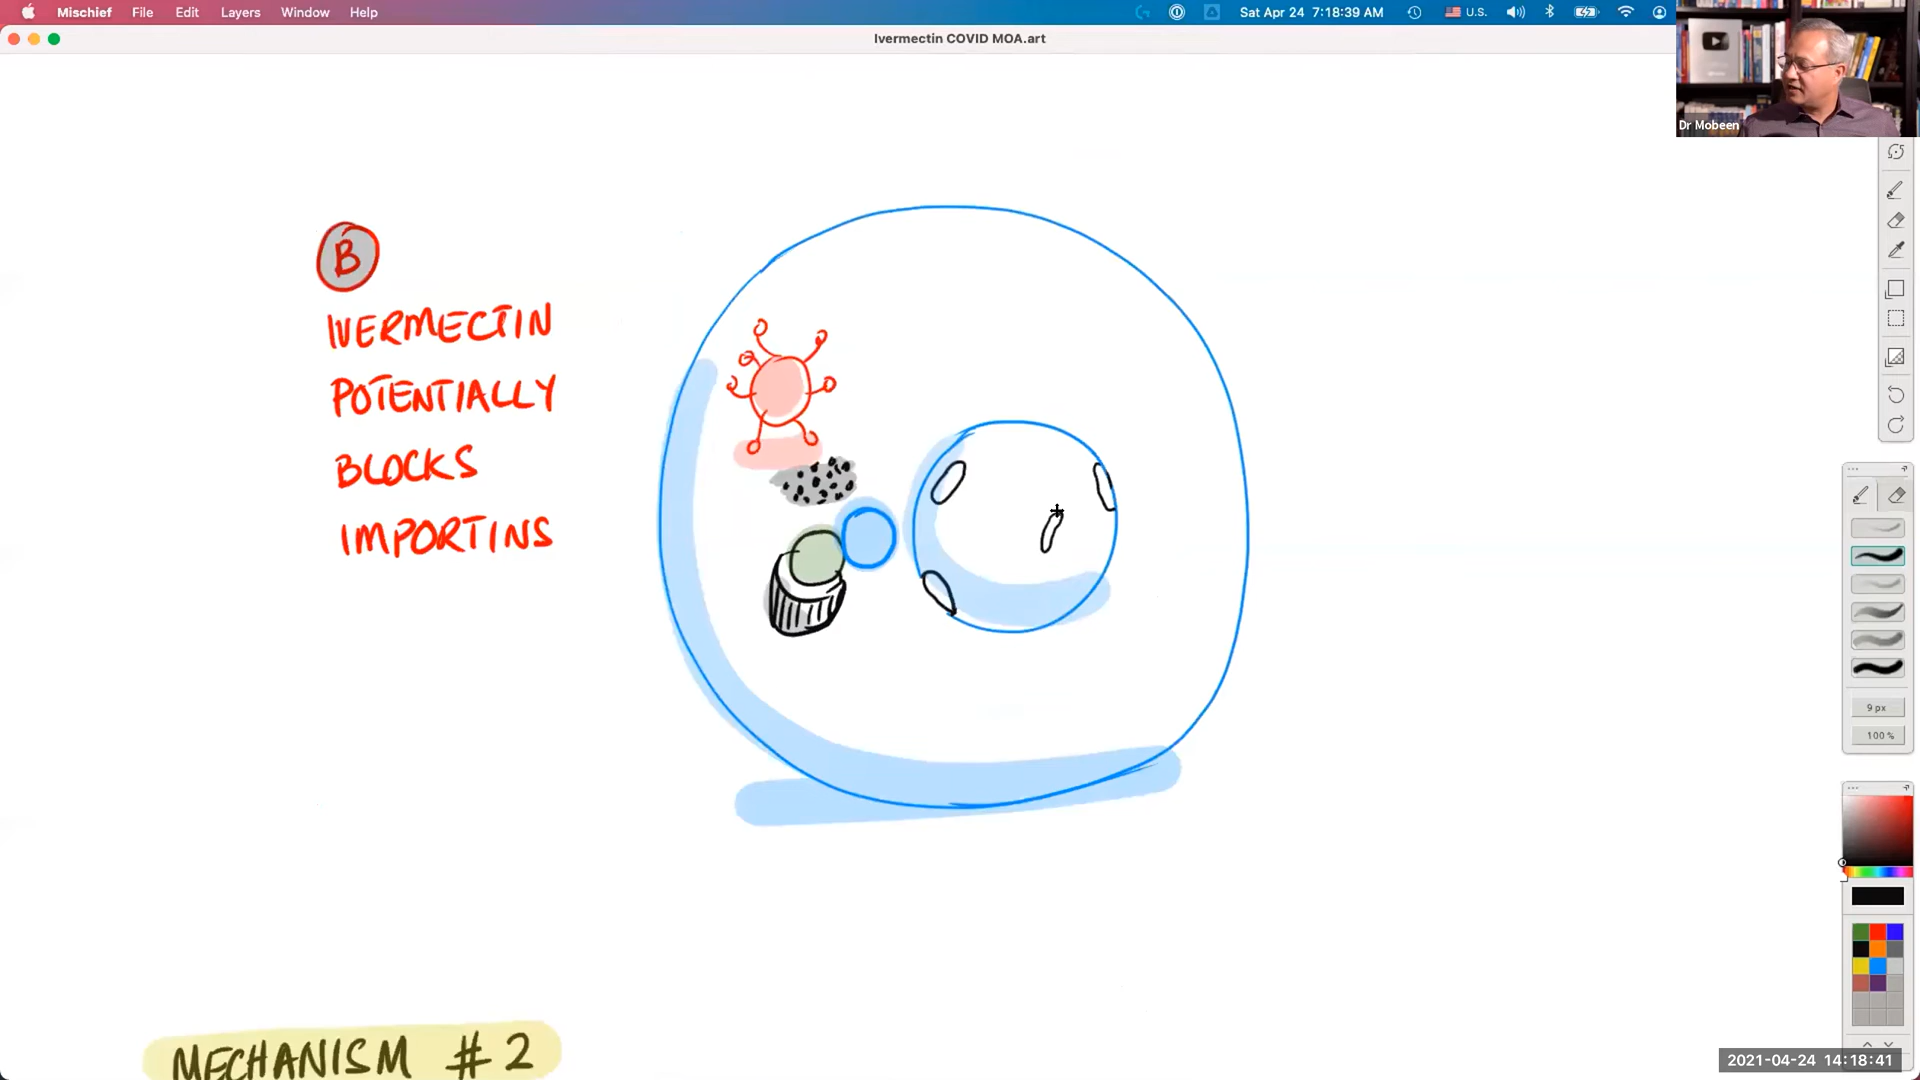 Mischief File Edit Layers Window Help U.S. Sat Apr 24 7:18:39 AM
Ivermectin COVID MOA.art
Dr Mobeen
B
IVERMECTIN
POTENTIALLY
BLOCKS
IMPORTINS
9 px
100 %
MECHANISM #2
2021-04-24 14:18:41